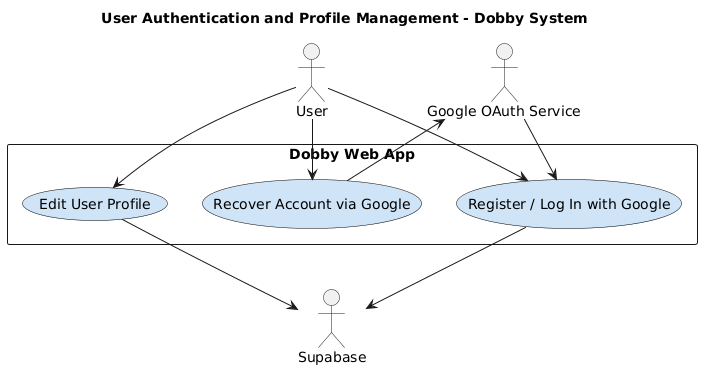 User Authentication and Profile Management - Dobby System
User
Google OAuth Service
Dobby Web App
Edit User Profile
Recover Account via Google
Register / Log In with Google
Supabase